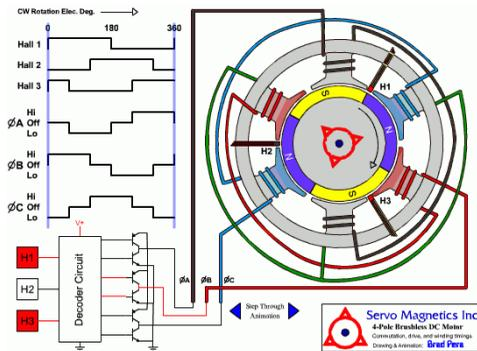 CW Rotation Elec. Deg.
0 180 360
Hall 1
Hall 2
Hall 3
Hi
ØA Off
Lo
Hi
ØB Off
Lo
Hi
ØC Off
Lo
V+
H1
H2
H3
Decoder Circuit
ØA ØB ØC
H1
H2
H3
S
N
S
N
Step Through
Animation
Servo Magnetics Inc
4-Pole Brushless DC Motor
Commutation, drive, and winding timings.
Drawing & Animation: Brad Pera